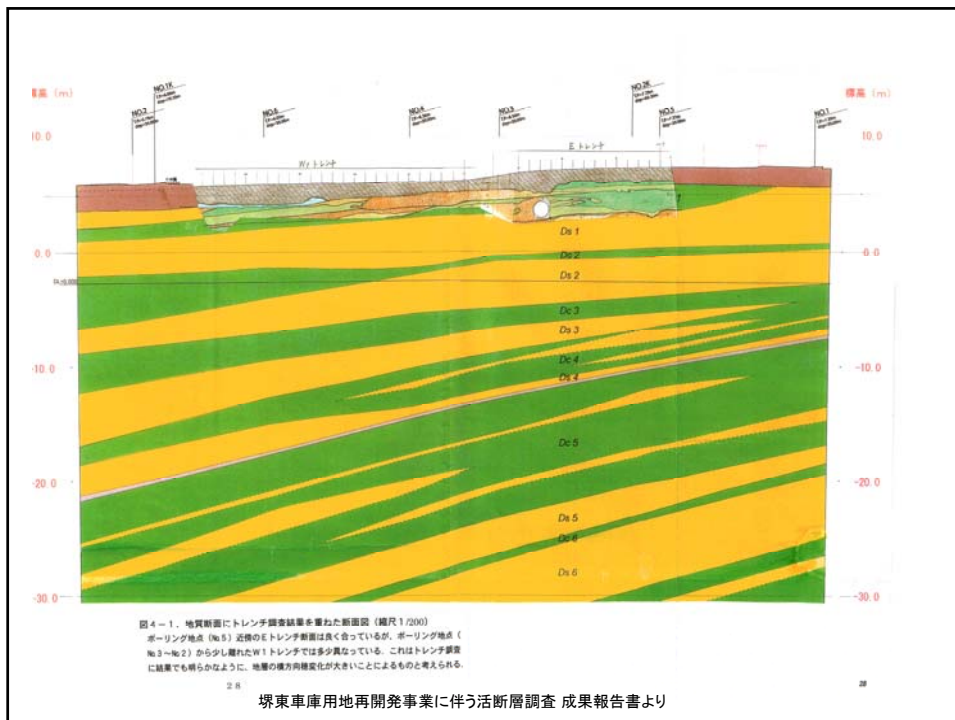 標高 (m)
NO.2
NO.1K
NO.6
NO.4
NO.3
NO.2K
NO.5
NO.1
標高 (m)
10.0
10.0
W1トレンチ
Eトレンチ
Ds 1
0.0
0.0
Ds 2
Ds 2
Dc 3
Ds 3
-10.0
-10.0
Dc 4
Ds 4
Dc 5
-20.0
-20.0
Ds 5
Dc 6
Ds 6
-30.0
-30.0
図4-1. 地質断面にトレンチ調査結果を重ねた断面図 (縮尺1/200)
ボーリング地点 (No.5) 近傍のEトレンチ断面は良く合っているが、ボーリング地点 (
No.3～No.2) から少し離れたW1トレンチでは多少異なっている. これはトレンチ調査
に結果でも明らかなように、地層の横方向穂変化が大きいことによるものと考えられる.
28
28
堺東車庫用地再開発事業に伴う活断層調査 成果報告書より